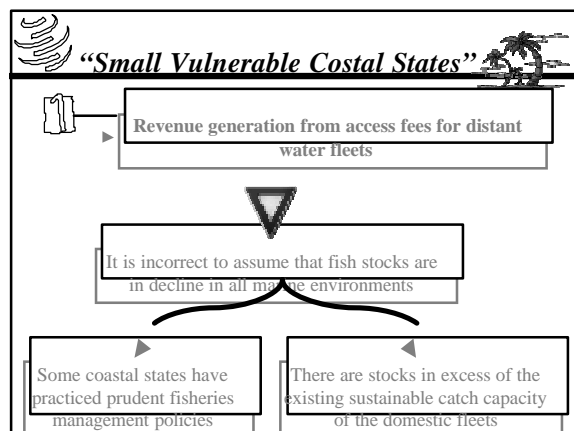 “Small Vulnerable Costal States”
Revenue generation from access fees for distant
water fleets
It is incorrect to assume that fish stocks are
in decline in all marine environments
Some coastal states have
practiced prudent fisheries
management policies
There are stocks in excess of the
existing sustainable catch capacity
of the domestic fleets